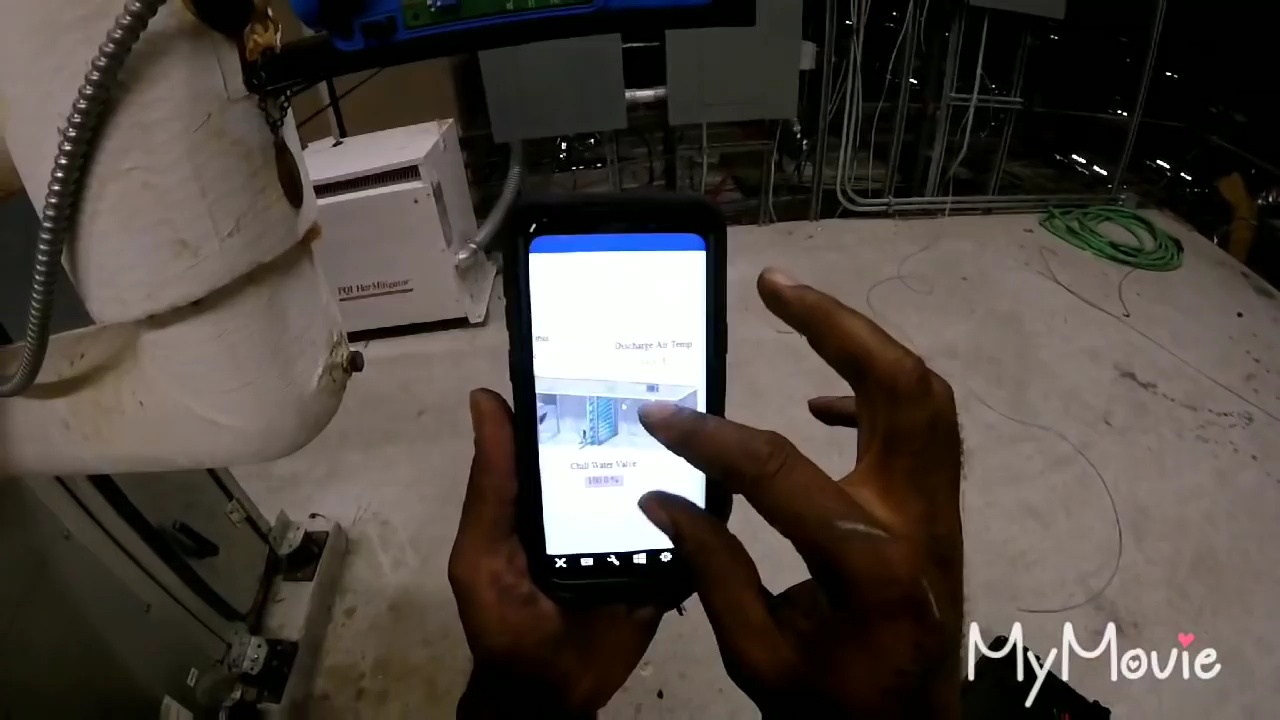 PQI HarMitigator
Discharge Air Temp
Chill Water Valve
100.0 %
MyMovie